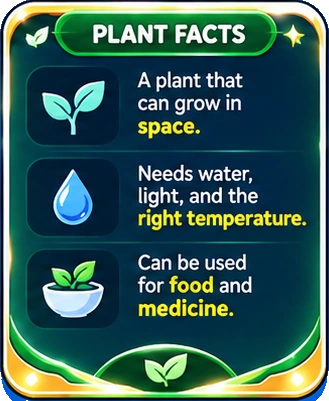 PLANT FACTS
A plant that
can grow in
space.
Needs water,
light, and the
right temperature.
Can be used
for food and
medicine.